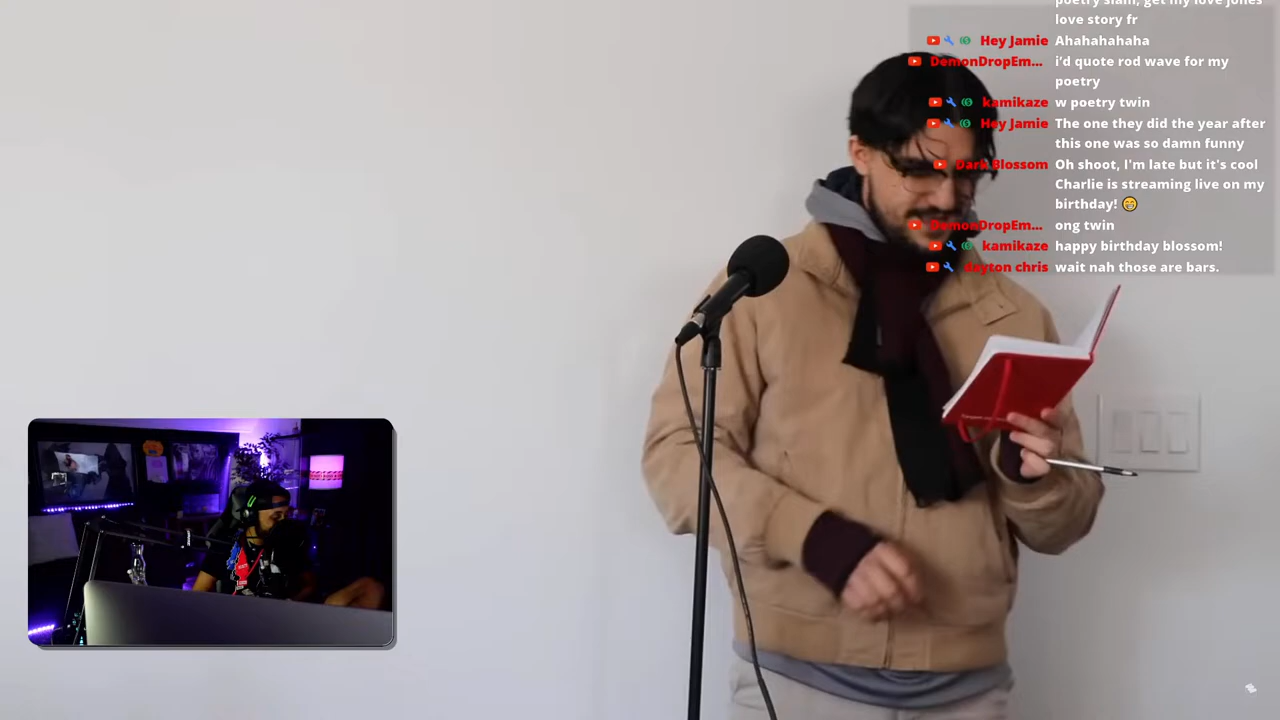 poetry slam, get my love jones
love story fr
Hey Jamie Ahahahahaha
DemonDropEm... i'd quote rod wave for my
poetry
kamikaze w poetry twin
Hey Jamie The one they did the year after
this one was so damn funny
Dark Blossom Oh shoot, I'm late but it's cool
Charlie is streaming live on my
birthday! 😁
DemonDropEm... ong twin
kamikaze happy birthday blossom!
dayton chris wait nah those are bars.